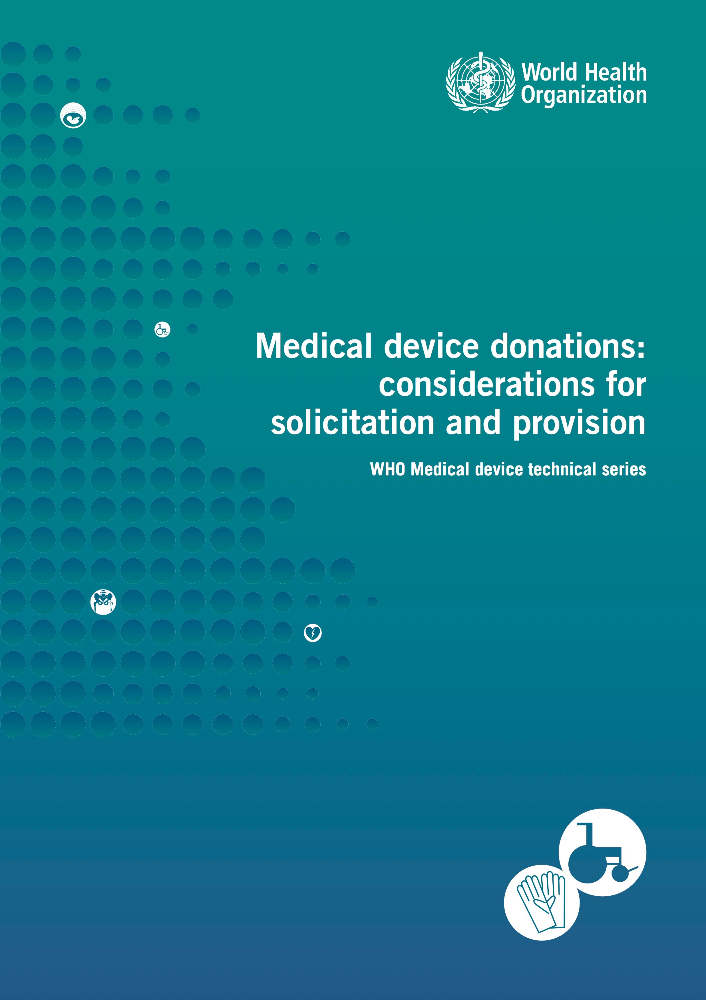 World Health
Organization
Medical device donations:
considerations for
solicitation and provision
WHO Medical device technical series